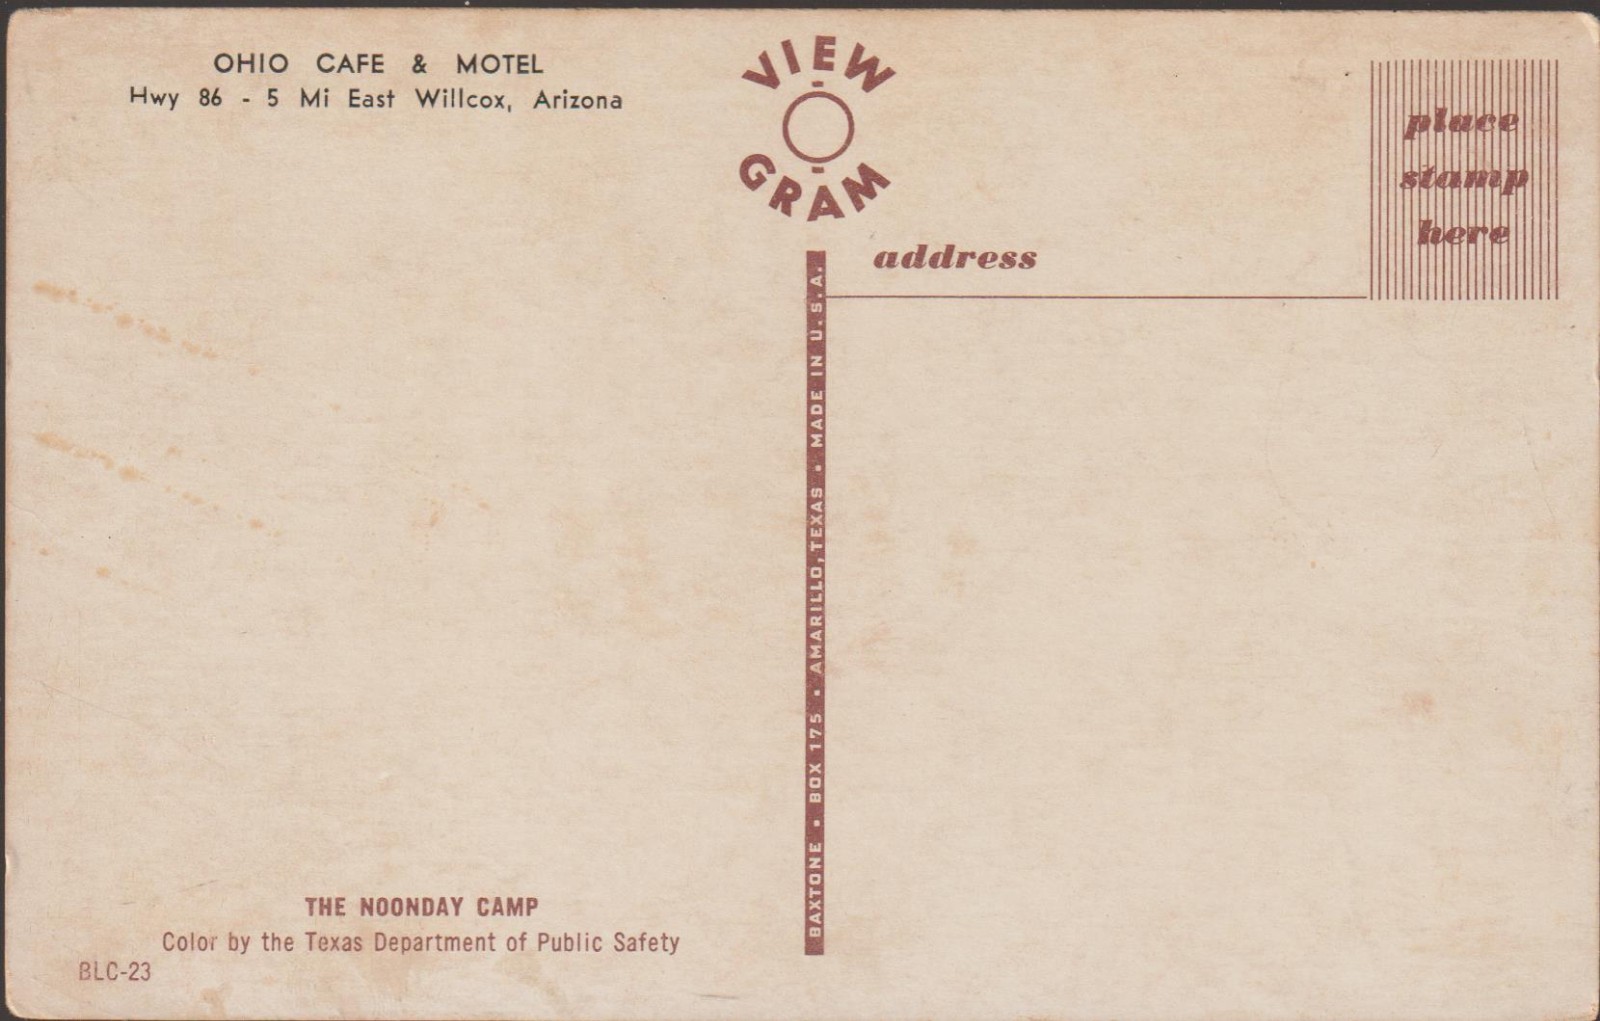 OHIO CAFE & MOTEL
Hwy 86 - 5 Mi East Willcox, Arizona
VIEW
GRAM
place
stamp
here
address
BAXTONE • BOX 175 • AMARILLO, TEXAS • MADE IN U.S.A.
THE NOONDAY CAMP
Color by the Texas Department of Public Safety
BLC-23